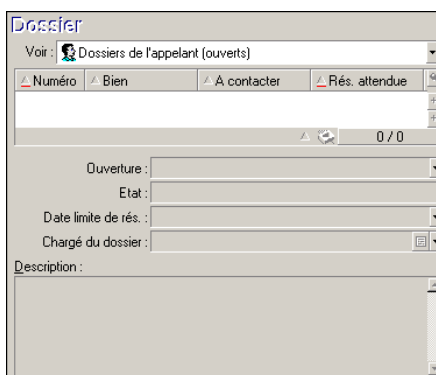 Dossier
Voir : Dossiers de l'appelant (ouverts)
Numéro Bien A contacter Rés. attendue
0 / 0
Ouverture :
Etat :
Date limite de rés. :
Chargé du dossier :
Description :